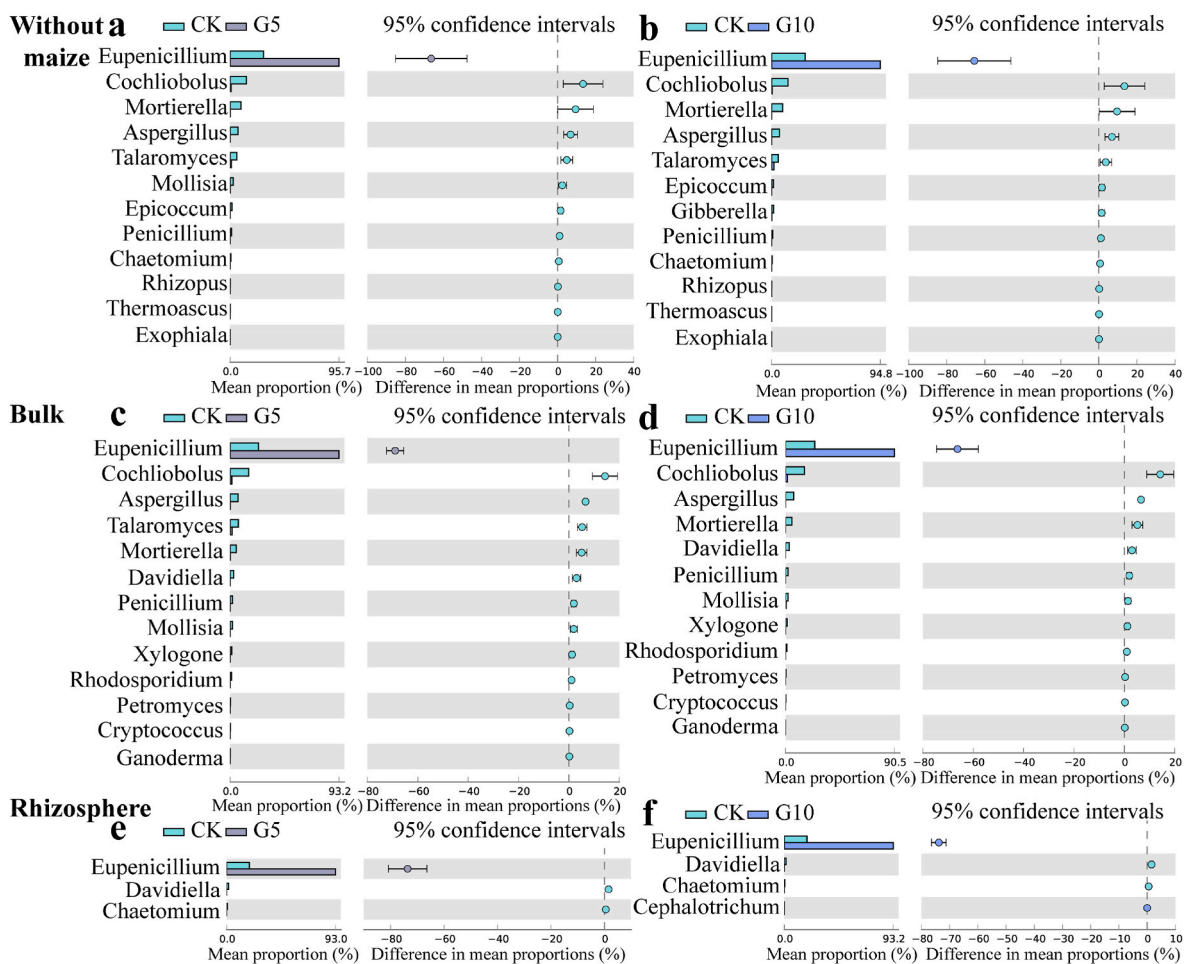 Without
maize
a
CK G5
95% confidence intervals
Eupenicillium
Cochliobolus
Mortierella
Aspergillus
Talaromyces
Mollisia
Epicoccum
Penicillium
Chaetomium
Rhizopus
Thermoascus
Exophiala
0.0 95.7 −100 −80 −60 −40 −20 0 20 40
Mean proportion (%) Difference in mean proportions (%)
b
CK G10
95% confidence intervals
Eupenicillium
Cochliobolus
Mortierella
Aspergillus
Talaromyces
Epicoccum
Gibberella
Penicillium
Chaetomium
Rhizopus
Thermoascus
Exophiala
0.0 94.8 −100 −80 −60 −40 −20 0 20 40
Mean proportion (%) Difference in mean proportions (%)
Bulk
c
CK G5
95% confidence intervals
Eupenicillium
Cochliobolus
Aspergillus
Talaromyces
Mortierella
Davidiella
Penicillium
Mollisia
Xylogone
Rhodosporidium
Petromyces
Cryptococcus
Ganoderma
0.0 93.2 −80 −60 −40 −20 0 20
Mean proportion (%) Difference in mean proportions (%)
d
CK G10
95% confidence intervals
Eupenicillium
Cochliobolus
Aspergillus
Mortierella
Davidiella
Penicillium
Mollisia
Xylogone
Rhodosporidium
Petromyces
Cryptococcus
Ganoderma
0.0 90.5 −80 −60 −40 −20 0 20
Mean proportion (%) Difference in mean proportions (%)
Rhizosphere
e
CK G5
95% confidence intervals
Eupenicillium
Davidiella
Chaetomium
0.0 93.0 −80 −60 −40 −20 0
Mean proportion (%) Difference in mean proportions (%)
f
CK G10
95% confidence intervals
Eupenicillium
Davidiella
Chaetomium
Cephalotrichum
0.0 93.2 −80 −70 −60 −50 −40 −30 −20 −10 0 10
Mean proportion (%) Difference in mean proportions (%)